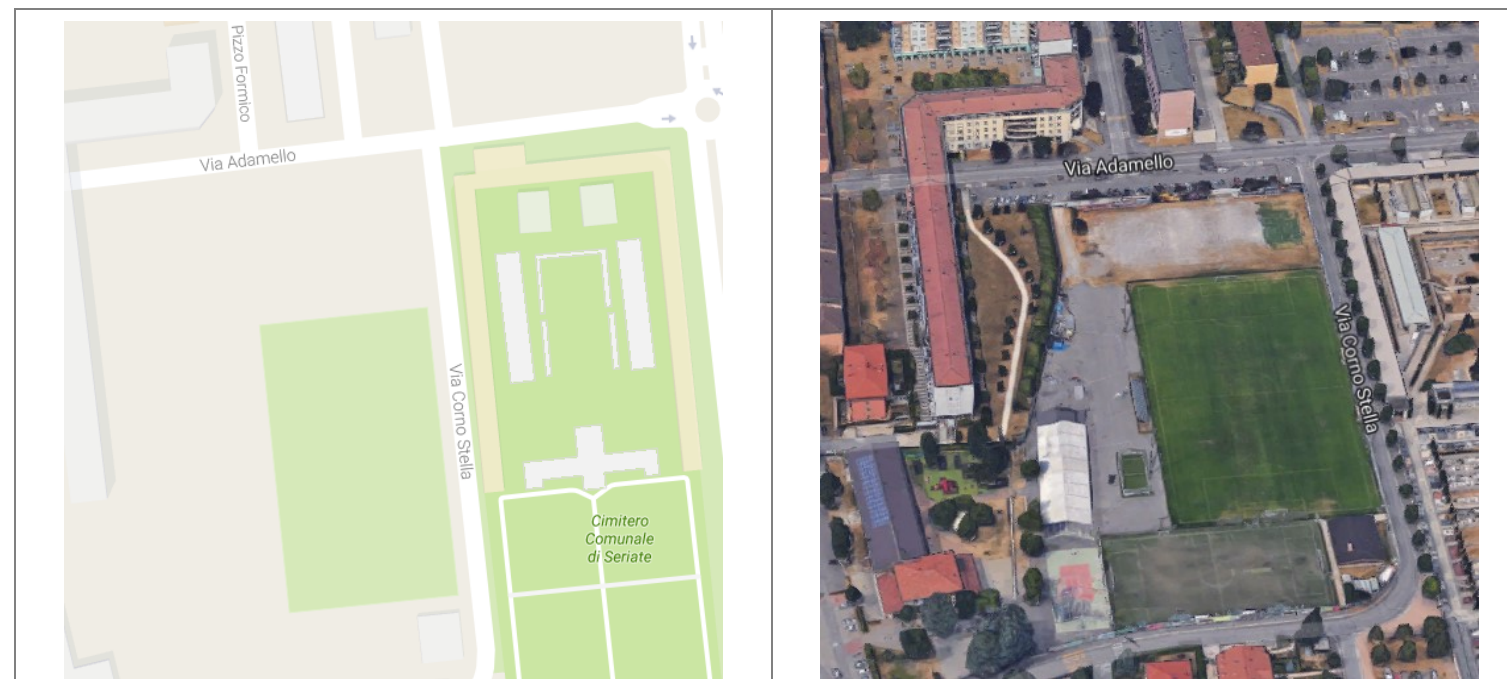 Pizzo Formico
Via Adamello
Via Corno Stella
Cimitero
Comunale
di Seriate
Via Adamello
Via Corno Stella